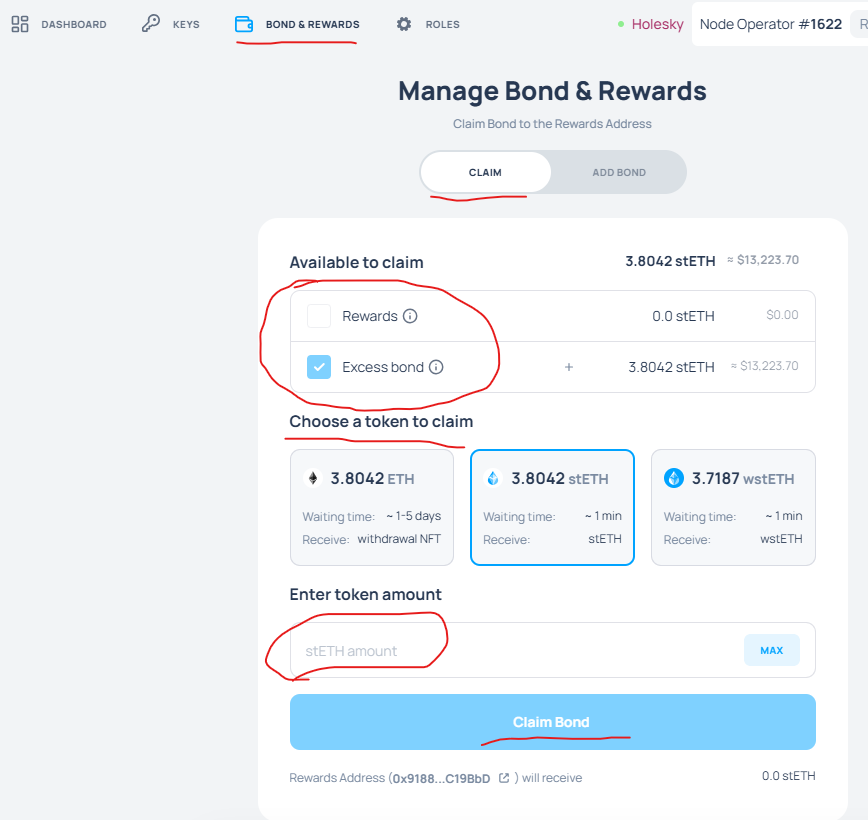 DASHBOARD KEYS BOND & REWARDS ROLES Holesky Node Operator #1622 R
Manage Bond & Rewards
Claim Bond to the Rewards Address
CLAIM ADD BOND
Available to claim 3.8042 stETH ≈ $13,223.70
Rewards 0.0 stETH $0.00
Excess bond + 3.8042 stETH ≈ $13,223.70
Choose a token to claim
3.8042 ETH 3.8042 stETH 3.7187 wstETH
Waiting time: ~ 1-5 days Waiting time: ~ 1 min Waiting time: ~ 1 min
Receive: withdrawal NFT Receive: stETH Receive: wstETH
Enter token amount
stETH amount MAX
Claim Bond
Rewards Address (0x9188...C19BbD ) will receive 0.0 stETH